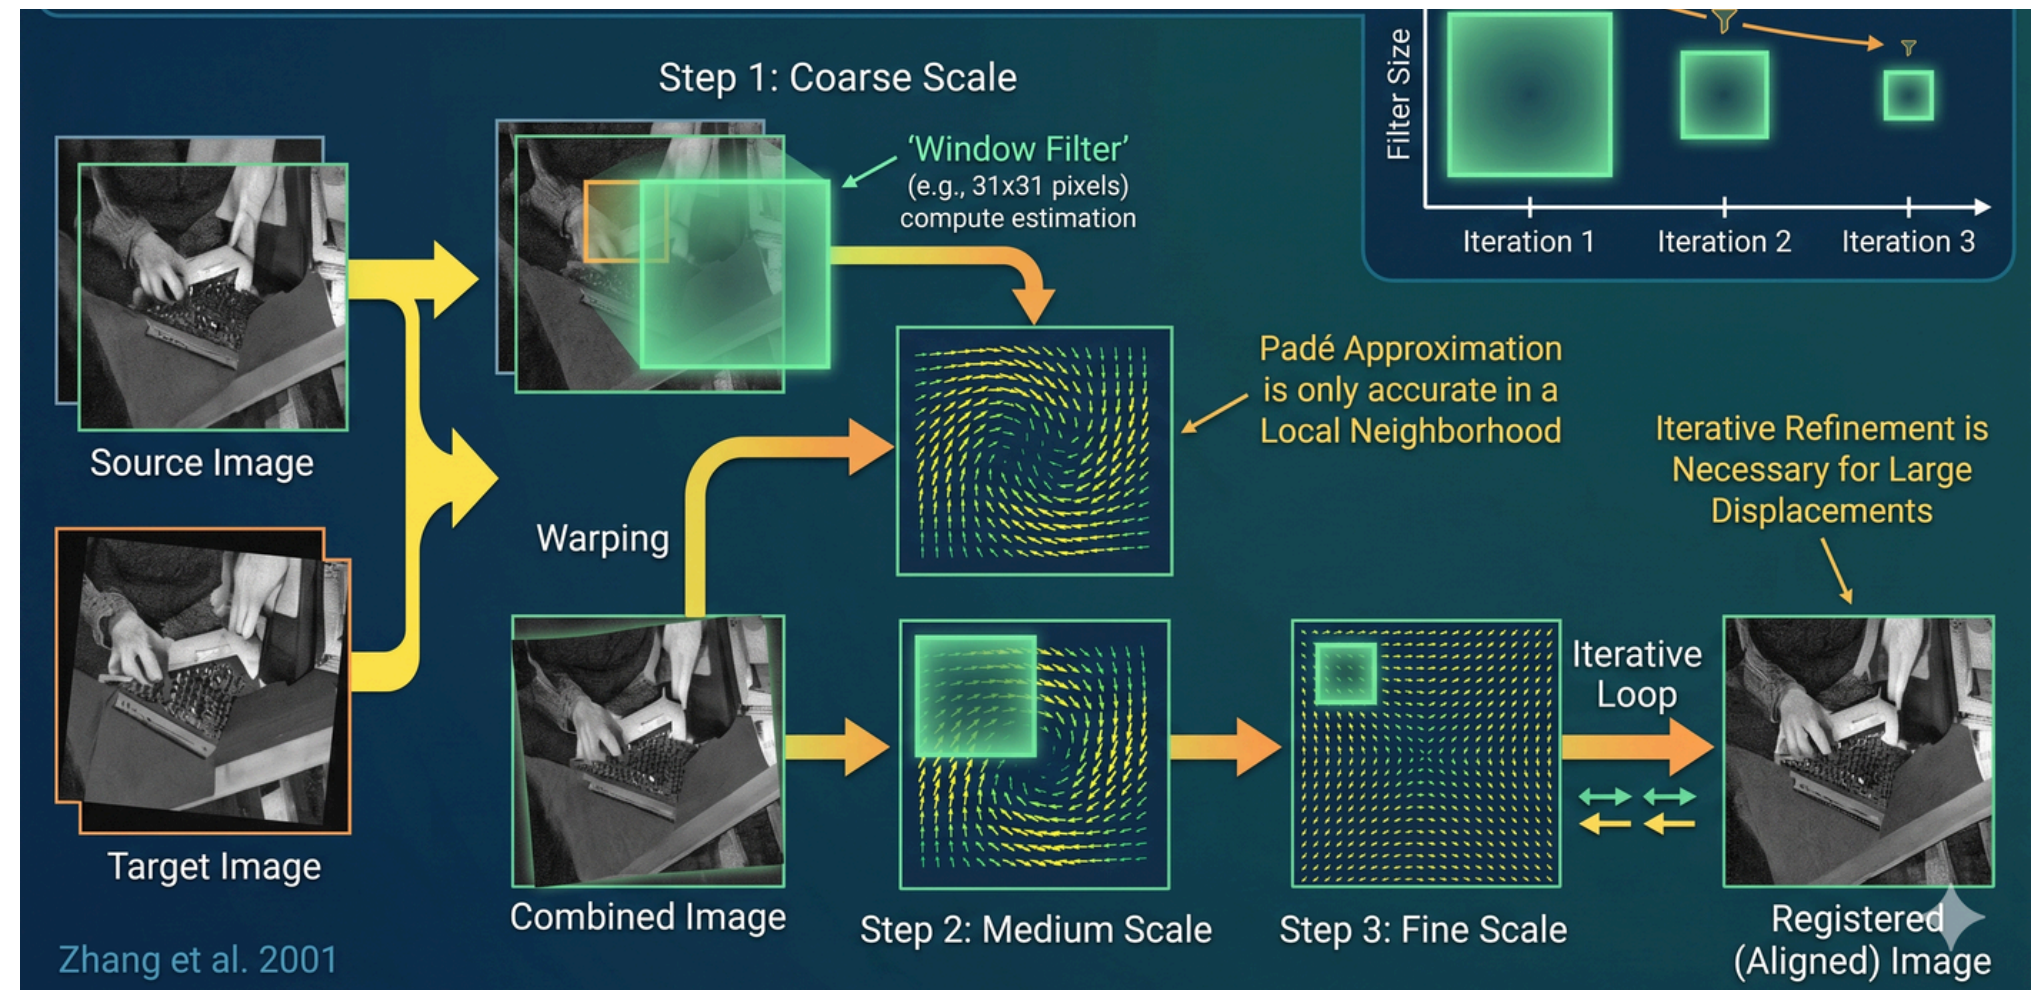 Step 1: Coarse Scale
'Window Filter'
(e.g., 31x31 pixels)
compute estimation
Filter Size
Iteration 1
Iteration 2
Iteration 3
Source Image
Padé Approximation
is only accurate in a
Local Neighborhood
Iterative Refinement is
Necessary for Large
Displacements
Warping
Iterative
Loop
Target Image
Combined Image
Step 2: Medium Scale
Step 3: Fine Scale
Registered
(Aligned) Image
Zhang et al. 2001